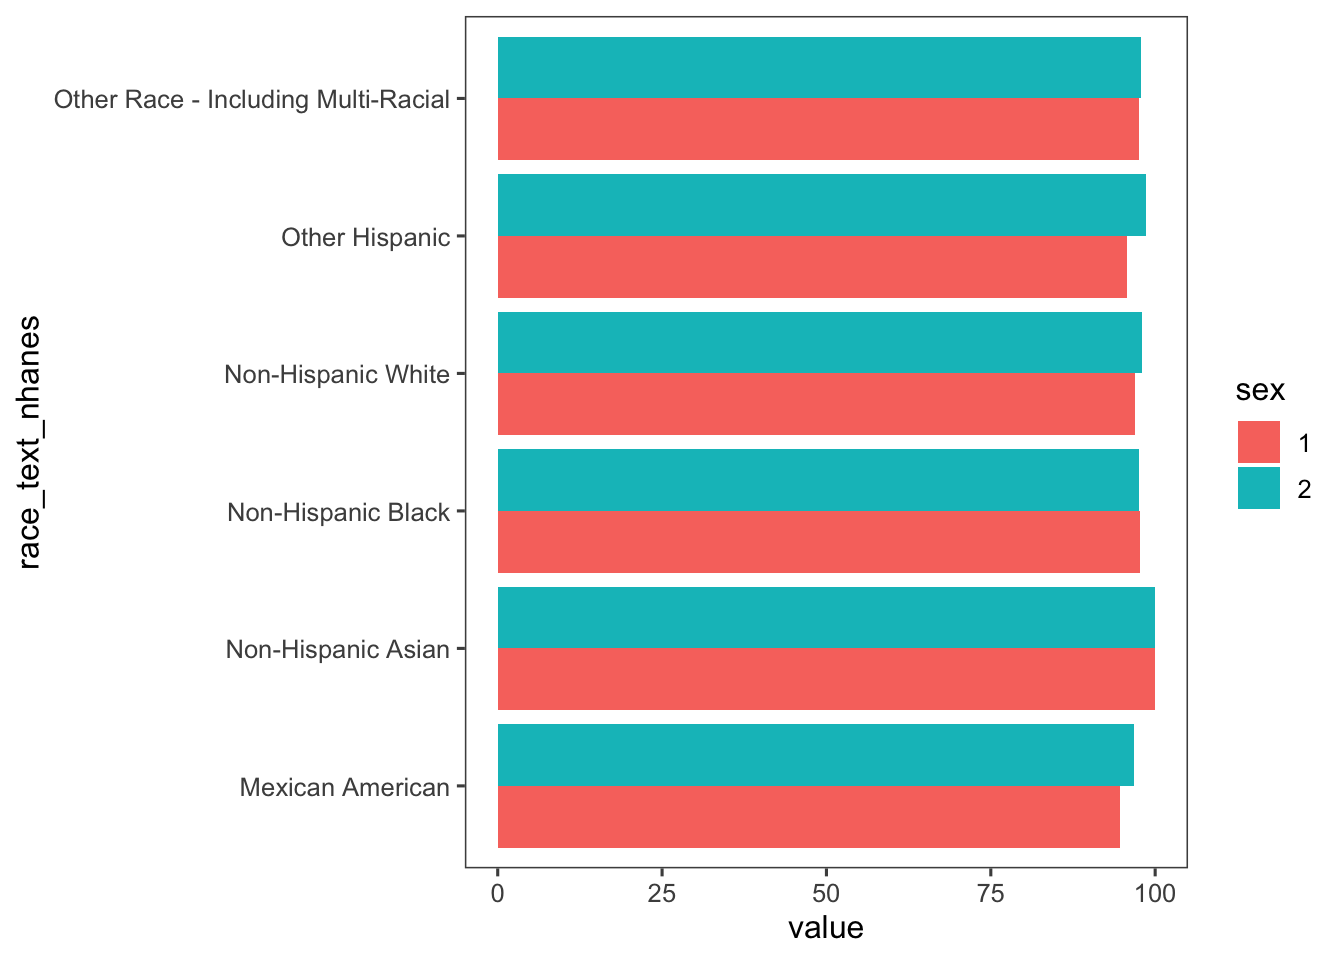 Other Race - Including Multi-Racial
Other Hispanic
Non-Hispanic White
Non-Hispanic Black
Non-Hispanic Asian
Mexican American
race_text_nhanes
0 25 50 75 100
value
sex
1
2